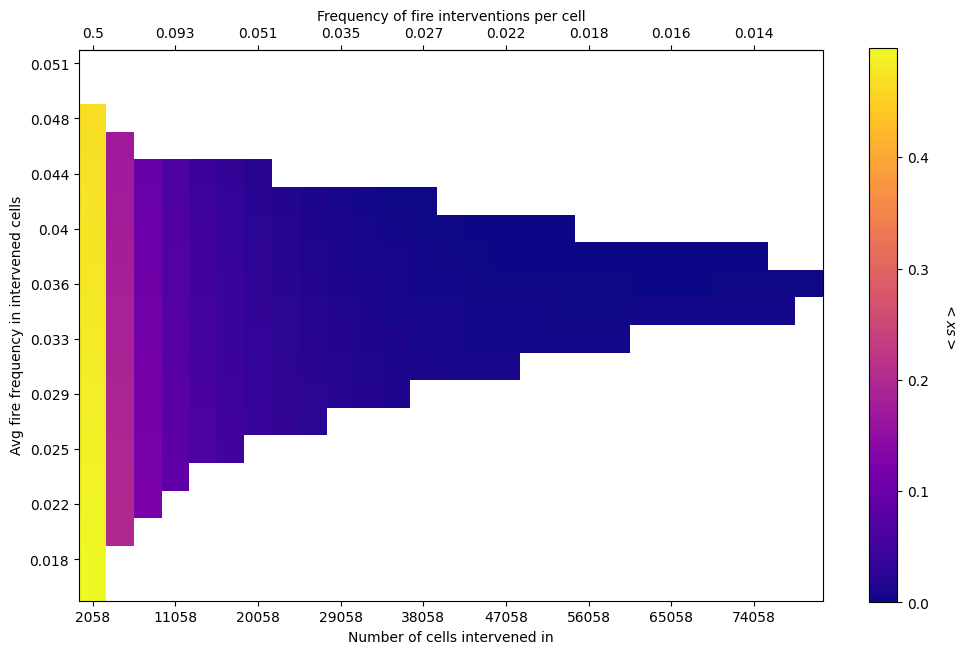 Frequency of fire interventions per cell
0.5 0.093 0.051 0.035 0.027 0.022 0.018 0.016 0.014
Avg fire frequency in intervened cells
0.051
0.048
0.044
0.04
0.036
0.033
0.029
0.025
0.022
0.018
2058 11058 20058 29058 38058 47058 56058 65058 74058
Number of cells intervened in
0.4
0.3
0.2
0.1
0.0
< sx >